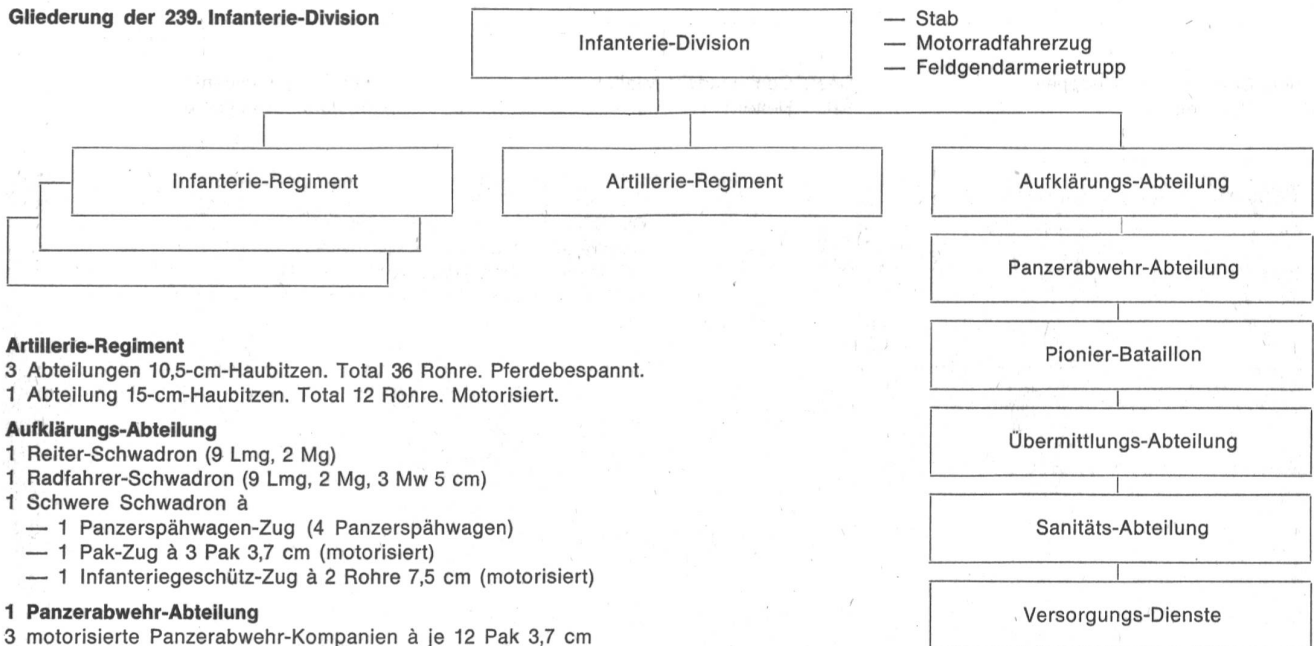 Gliederung der 239. Infanterie-Division
Infanterie-Division
— Stab
— Motorradfahrerzug
— Feldgendarmerietrupp
Infanterie-Regiment
Artillerie-Regiment
Aufklärungs-Abteilung
Panzerabwehr-Abteilung
Pionier-Bataillon
Übermittlungs-Abteilung
Sanitäts-Abteilung
Versorgungs-Dienste
Artillerie-Regiment
3 Abteilungen 10,5-cm-Haubitzen. Total 36 Rohre. Pferdebespannt.
1 Abteilung 15-cm-Haubitzen. Total 12 Rohre. Motorisiert.
Aufklärungs-Abteilung
1 Reiter-Schwadron (9 Lmg, 2 Mg)
1 Radfahrer-Schwadron (9 Lmg, 2 Mg, 3 Mw 5 cm)
1 Schwere Schwadron à
— 1 Panzerspähwagen-Zug (4 Panzerspähwagen)
— 1 Pak-Zug à 3 Pak 3,7 cm (motorisiert)
— 1 Infanteriegeschütz-Zug à 2 Rohre 7,5 cm (motorisiert)
1 Panzerabwehr-Abteilung
3 motorisierte Panzerabwehr-Kompanien à je 12 Pak 3,7 cm